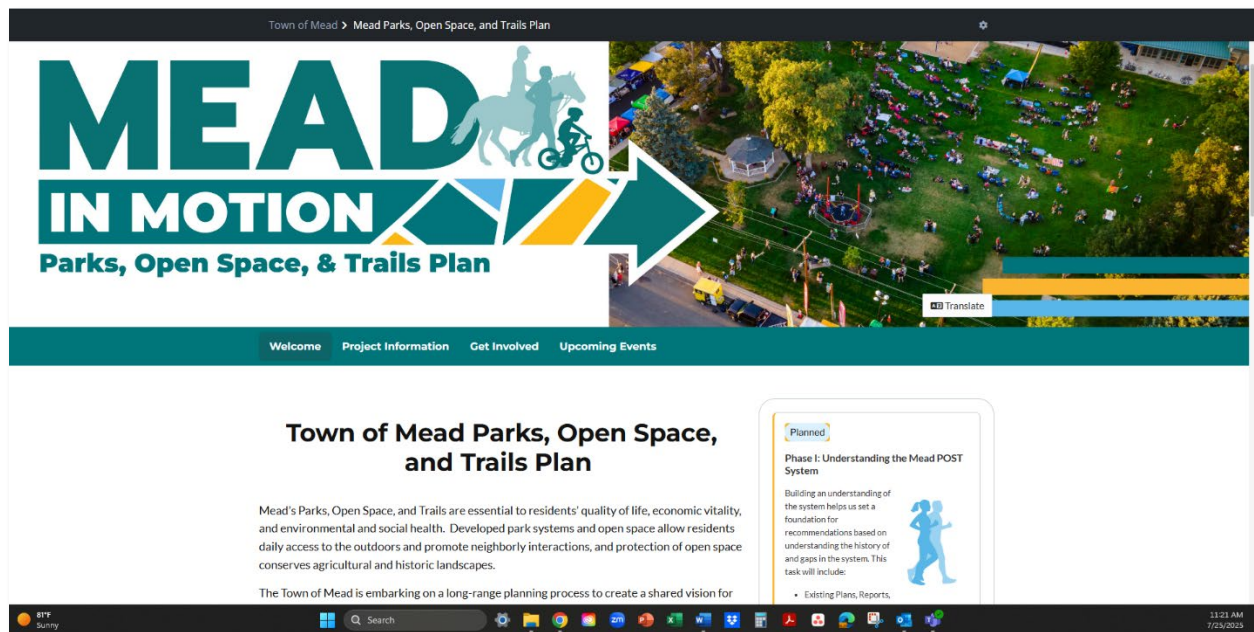 Town of Mead > Mead Parks, Open Space, and Trails Plan
MEAD
IN MOTION
Parks, Open Space, & Trails Plan
Translate
Welcome Project Information Get Involved Upcoming Events
Town of Mead Parks, Open Space,
and Trails Plan
Mead's Parks, Open Space, and Trails are essential to residents' quality of life, economic vitality,
and environmental and social health. Developed park systems and open space allow residents
daily access to the outdoors and promote neighborly interactions, and protection of open space
conserves agricultural and historic landscapes.
The Town of Mead is embarking on a long-range planning process to create a shared vision for
Planned
Phase I: Understanding the Mead POST
System
Building an understanding of
the system helps us set a
foundation for
recommendations based on
understanding the history of
and gaps in the system. This
task will include:
• Existing Plans, Reports,
81°F
Sunny
Search
zm
11:21 AM
7/25/2025